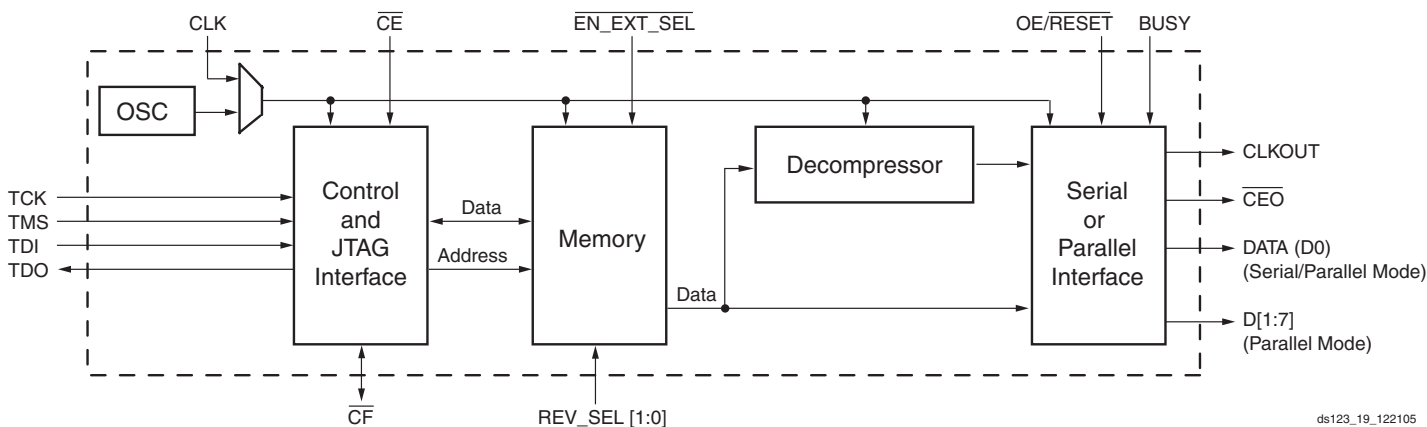 CLK
CE
EN_EXT_SEL
OE/RESET
BUSY
OSC
Control
and
JTAG
Interface
Memory
Decompressor
Serial
or
Parallel
Interface
TCK
TMS
TDI
TDO
Data
Address
Data
CLKOUT
CEO
DATA (D0)
(Serial/Parallel Mode)
D[1:7]
(Parallel Mode)
CF
REV_SEL [1:0]
ds123_19_122105